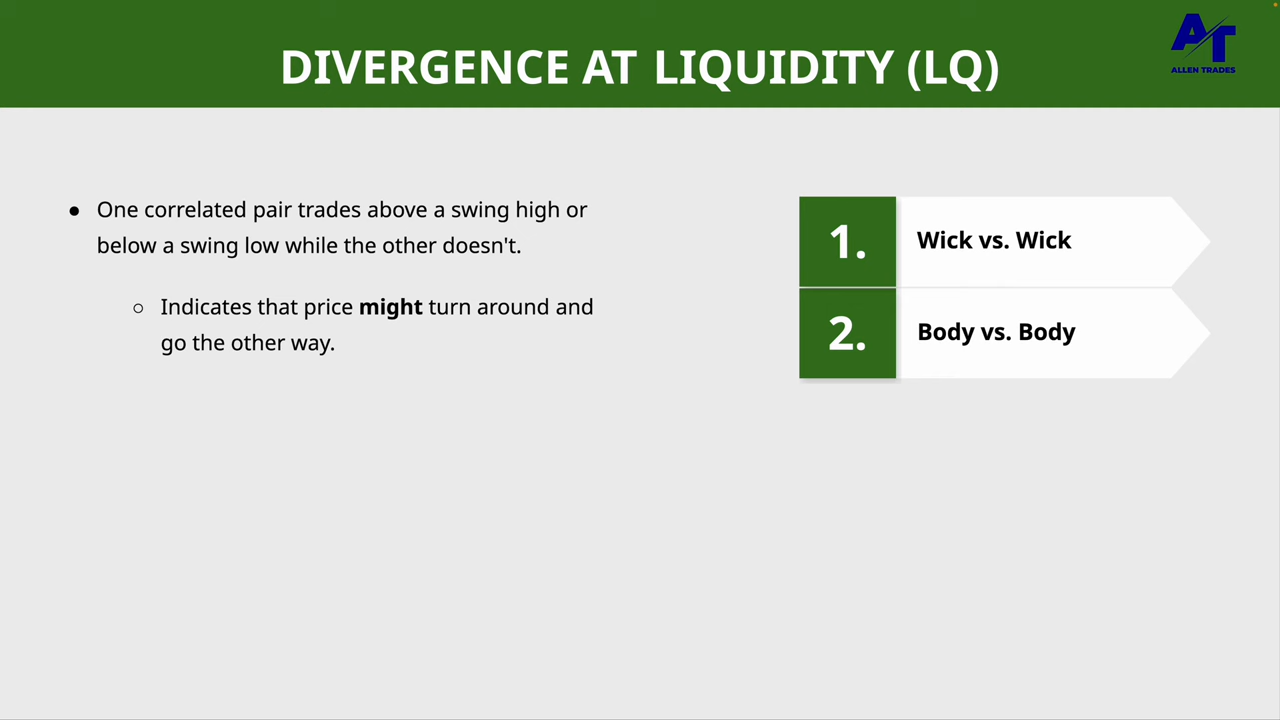 DIVERGENCE AT LIQUIDITY (LQ)
AT
ALLEN TRADES
● One correlated pair trades above a swing high or
below a swing low while the other doesn't.
○ Indicates that price might turn around and
go the other way.
1. Wick vs. Wick
2. Body vs. Body